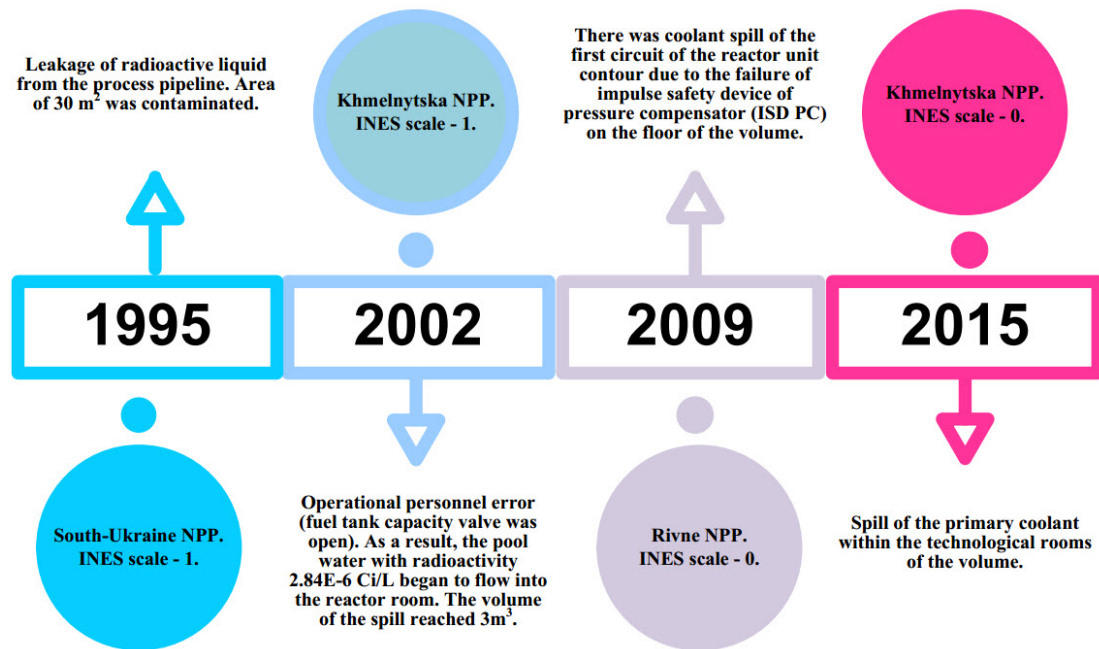 Leakage of radioactive liquid
from the process pipeline. Area
of 30 m² was contaminated.
Khmelnytska NPP.
INES scale - 1.
There was coolant spill of the
first circuit of the reactor unit
contour due to the failure of
impulse safety device of
pressure compensator (ISD PC)
on the floor of the volume.
Khmelnytska NPP.
INES scale - 0.
1995
2002
2009
2015
South-Ukraine NPP.
INES scale - 1.
Operational personnel error
(fuel tank capacity valve was
open). As a result, the pool
water with radioactivity
2.84E-6 Ci/L began to flow into
the reactor room. The volume
of the spill reached 3m³.
Rivne NPP.
INES scale - 0.
Spill of the primary coolant
within the technological rooms
of the volume.